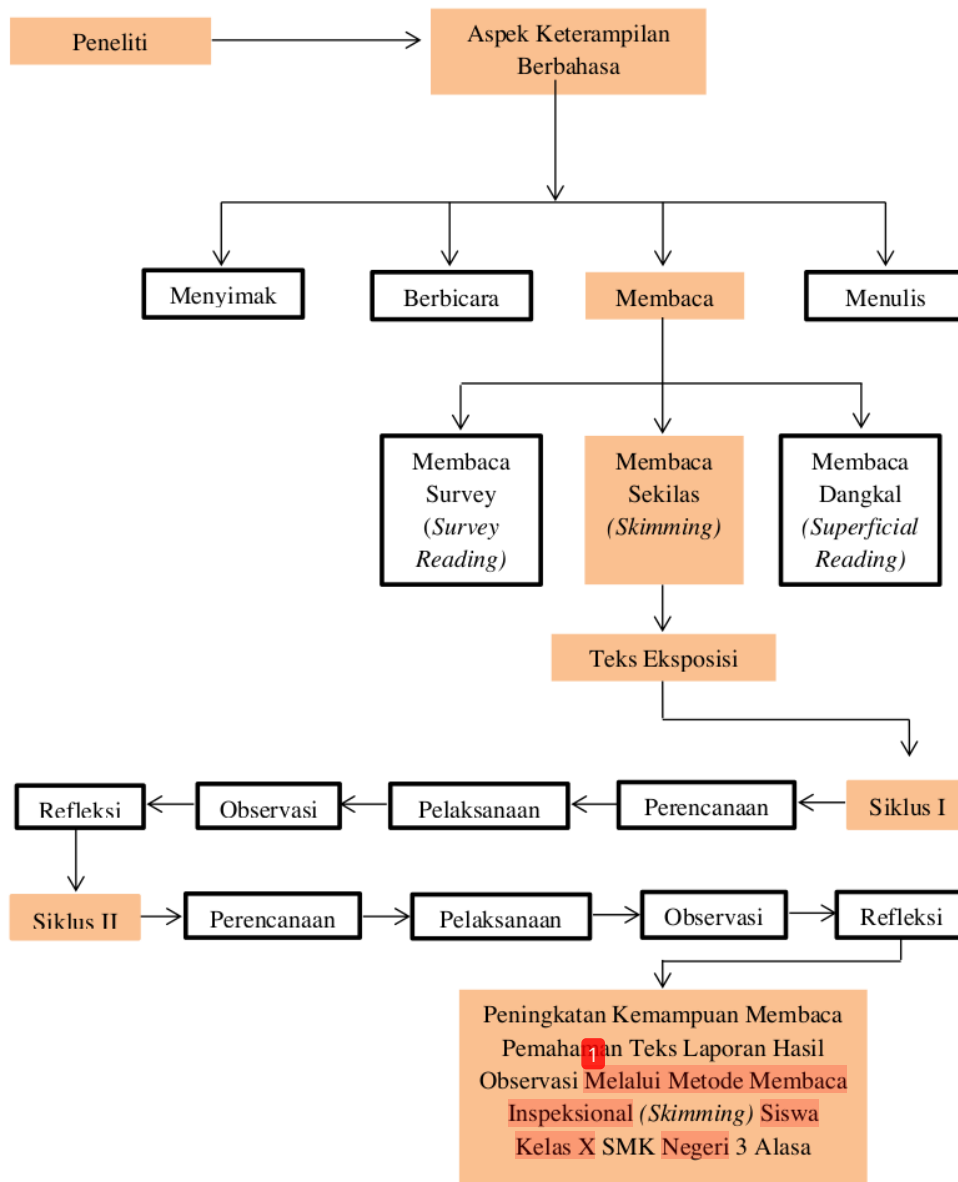 Peneliti
Aspek Keterampilan
Berbahasa
Menyimak
Berbicara
Membaca
Menulis
Membaca
Survey
(Survey
Reading)
Membaca
Sekilas
(Skimming)
Membaca
Dangkal
(Superficial
Reading)
Teks Eksposisi
Siklus I
Perencanaan
Pelaksanaan
Observasi
Refleksi
Siklus II
Perencanaan
Pelaksanaan
Observasi
Refleksi
Peningkatan Kemampuan Membaca
Pemahaman Teks Laporan Hasil
1
Observasi Melalui Metode Membaca
Inspeksional (Skimming) Siswa
Kelas X SMK Negeri 3 Alasa